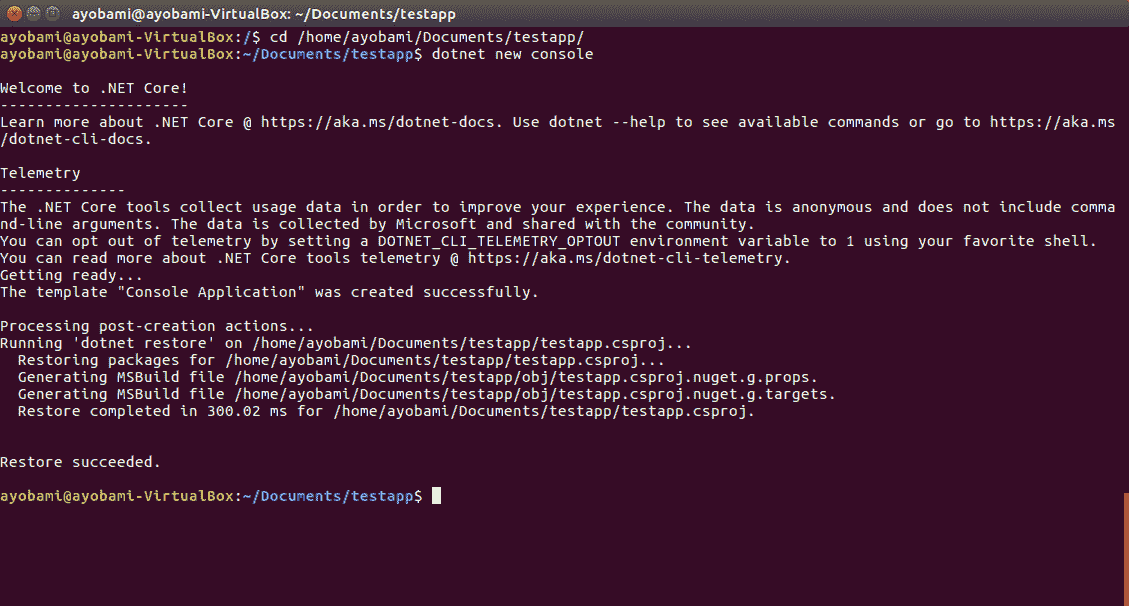 ayobami@ayobami-VirtualBox: ~/Documents/testapp
ayobami@ayobami-VirtualBox:/$ cd /home/ayobami/Documents/testapp/
ayobami@ayobami-VirtualBox:~/Documents/testapp$ dotnet new console
Welcome to .NET Core!
---------------------
Learn more about .NET Core @ https://aka.ms/dotnet-docs. Use dotnet --help to see available commands or go to https://aka.ms
/dotnet-cli-docs.
Telemetry
--------------
The .NET Core tools collect usage data in order to improve your experience. The data is anonymous and does not include comma
nd-line arguments. The data is collected by Microsoft and shared with the community.
You can opt out of telemetry by setting a DOTNET_CLI_TELEMETRY_OPTOUT environment variable to 1 using your favorite shell.
You can read more about .NET Core tools telemetry @ https://aka.ms/dotnet-cli-telemetry.
Getting ready...
The template "Console Application" was created successfully.
Processing post-creation actions...
Running 'dotnet restore' on /home/ayobami/Documents/testapp/testapp.csproj...
  Restoring packages for /home/ayobami/Documents/testapp/testapp.csproj...
  Generating MSBuild file /home/ayobami/Documents/testapp/obj/testapp.csproj.nuget.g.props.
  Generating MSBuild file /home/ayobami/Documents/testapp/obj/testapp.csproj.nuget.g.targets.
  Restore completed in 300.02 ms for /home/ayobami/Documents/testapp/testapp.csproj.
Restore succeeded.
ayobami@ayobami-VirtualBox:~/Documents/testapp$